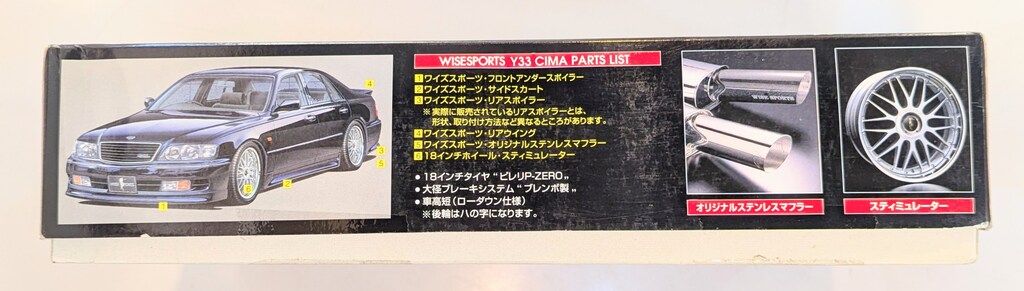 WISESPORTS Y33 CIMA PARTS LIST
1 ワイズスポーツ・フロントアンダースポイラー
2 ワイズスポーツ・サイドスカート
3 ワイズスポーツ・リアスポイラー
※実際に販売されているリアスポイラーとは、
形状、取り付け方法など異なるところがあります。
4 ワイズスポーツ・リアウイング
5 ワイズスポーツ・オリジナルステンレスマフラー
6 18インチホイール・スティミュレーター
●18インチタイヤ“ピレリP-ZERO„
●大径ブレーキシステム“ブレンボ製„
●車高短(ローダウン仕様)
※後輪はハの字になります。
4
3
5
6
2
1
WISE SPORTS
オリジナルステンレスマフラー
スティミュレーター